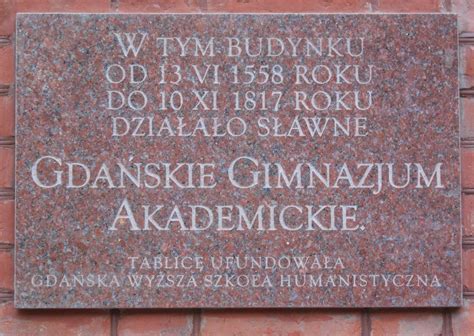 W TYM BUDYNKU
OD 13 VI 1558 ROKU
DO 10 XI 1817 ROKU
DZIAŁAŁO SŁAWNE
GDAŃSKIE GIMNAZJUM
AKADEMICKIE.
TABLICĘ UFUNDOWAŁA
GDAŃSKA WYŻSZA SZKOŁA HUMANISTYCZNA